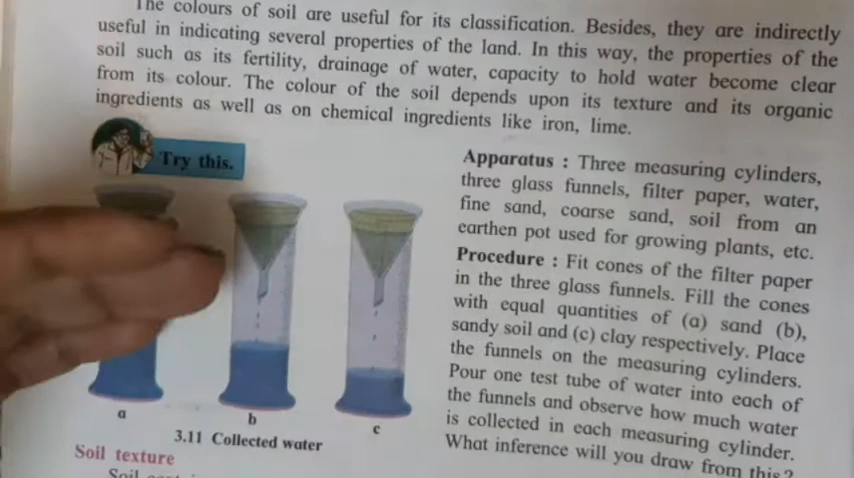 The colours of soil are useful for its classification. Besides, they are indirectly
useful in indicating several properties of the land. In this way, the properties of the
soil such as its fertility, drainage of water, capacity to hold water become clear
from its colour. The colour of the soil depends upon its texture and its organic
ingredients as well as on chemical ingredients like iron, lime.
Try this.
a
b
c
3.11 Collected water
Apparatus : Three measuring cylinders,
three glass funnels, filter paper, water,
fine sand, coarse sand, soil from an
earthen pot used for growing plants, etc.
Procedure : Fit cones of the filter paper
in the three glass funnels. Fill the cones
with equal quantities of (a) sand (b),
sandy soil and (c) clay respectively. Place
the funnels on the measuring cylinders.
Pour one test tube of water into each of
the funnels and observe how much water
is collected in each measuring cylinder.
What inference will you draw from this?
Soil texture
Soil